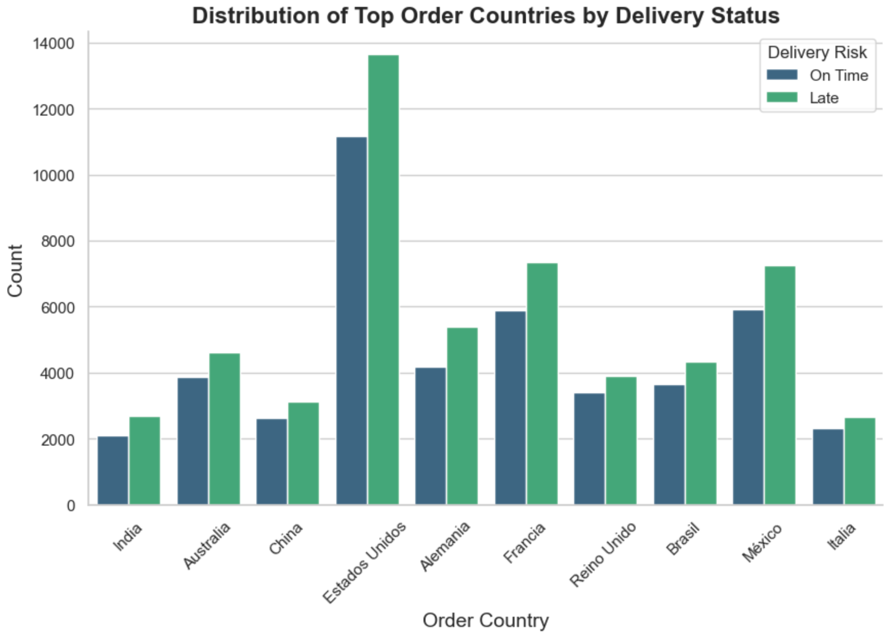 Distribution of Top Order Countries by Delivery Status
Delivery Risk
On Time
Late
14000
12000
10000
8000
6000
4000
2000
0
Count
India
Australia
China
Estados Unidos
Alemania
Francia
Reino Unido
Brasil
México
Italia
Order Country